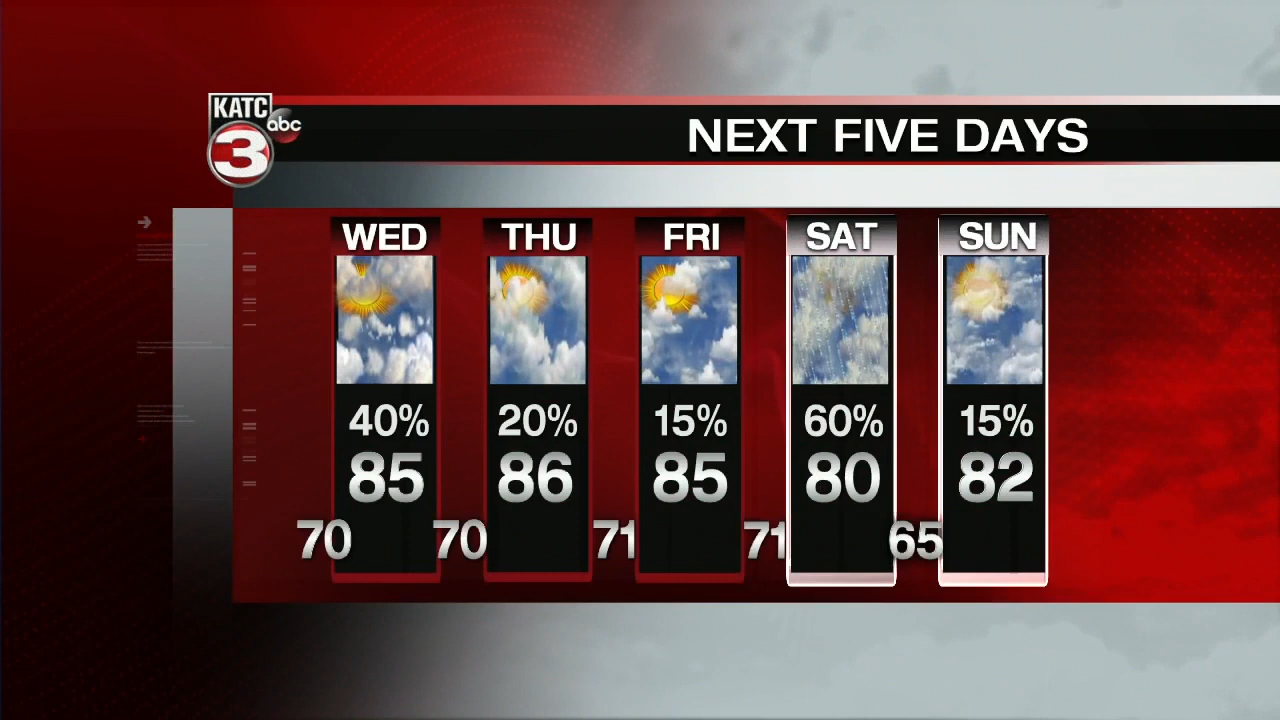 KATC
abc
3
NEXT FIVE DAYS
WED THU FRI SAT SUN
40% 20% 15% 60% 15%
85 86 85 80 82
70 70 71 71 65